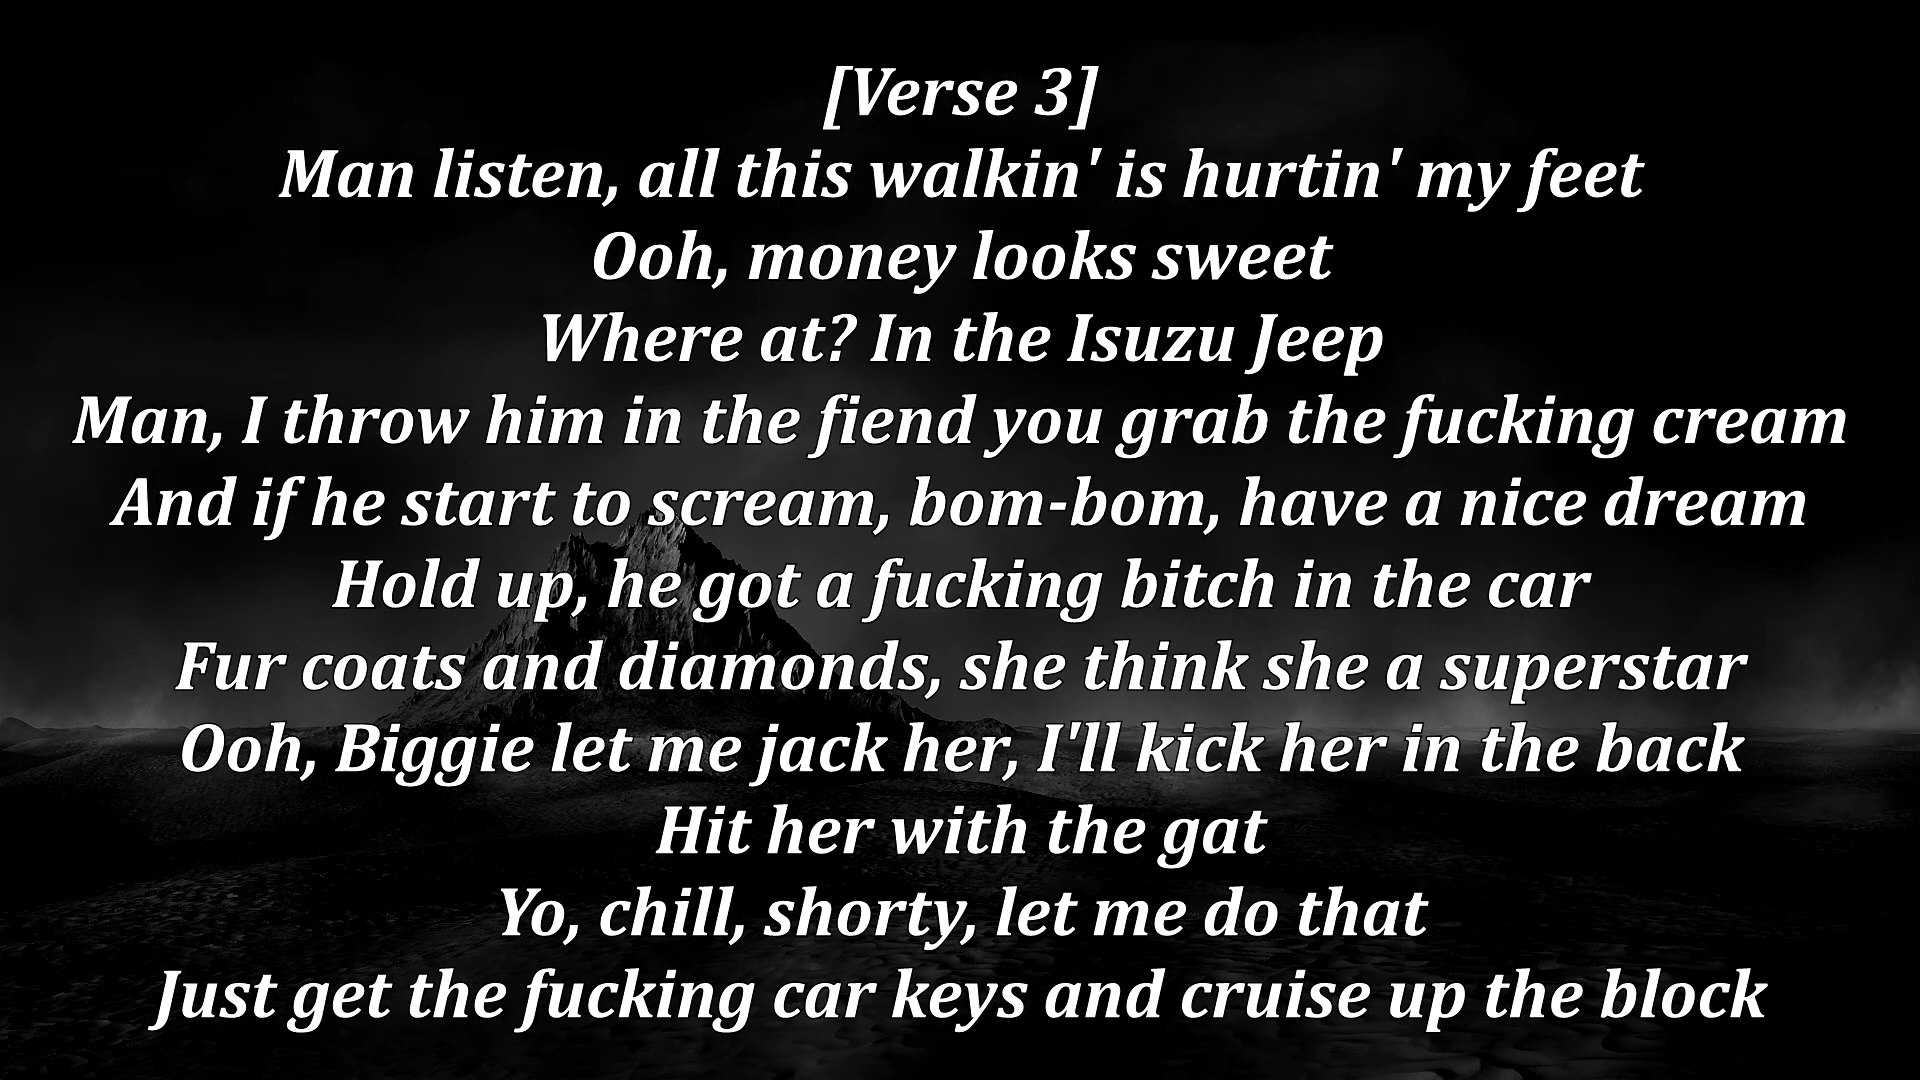 [Verse 3]
Man listen, all this walkin' is hurtin' my feet
Ooh, money looks sweet
Where at? In the Isuzu Jeep
Man, I throw him in the fiend you grab the fucking cream
And if he start to scream, bom-bom, have a nice dream
Hold up, he got a fucking bitch in the car
Fur coats and diamonds, she think she a superstar
Ooh, Biggie let me jack her, I'll kick her in the back
Hit her with the gat
Yo, chill, shorty, let me do that
Just get the fucking car keys and cruise up the block